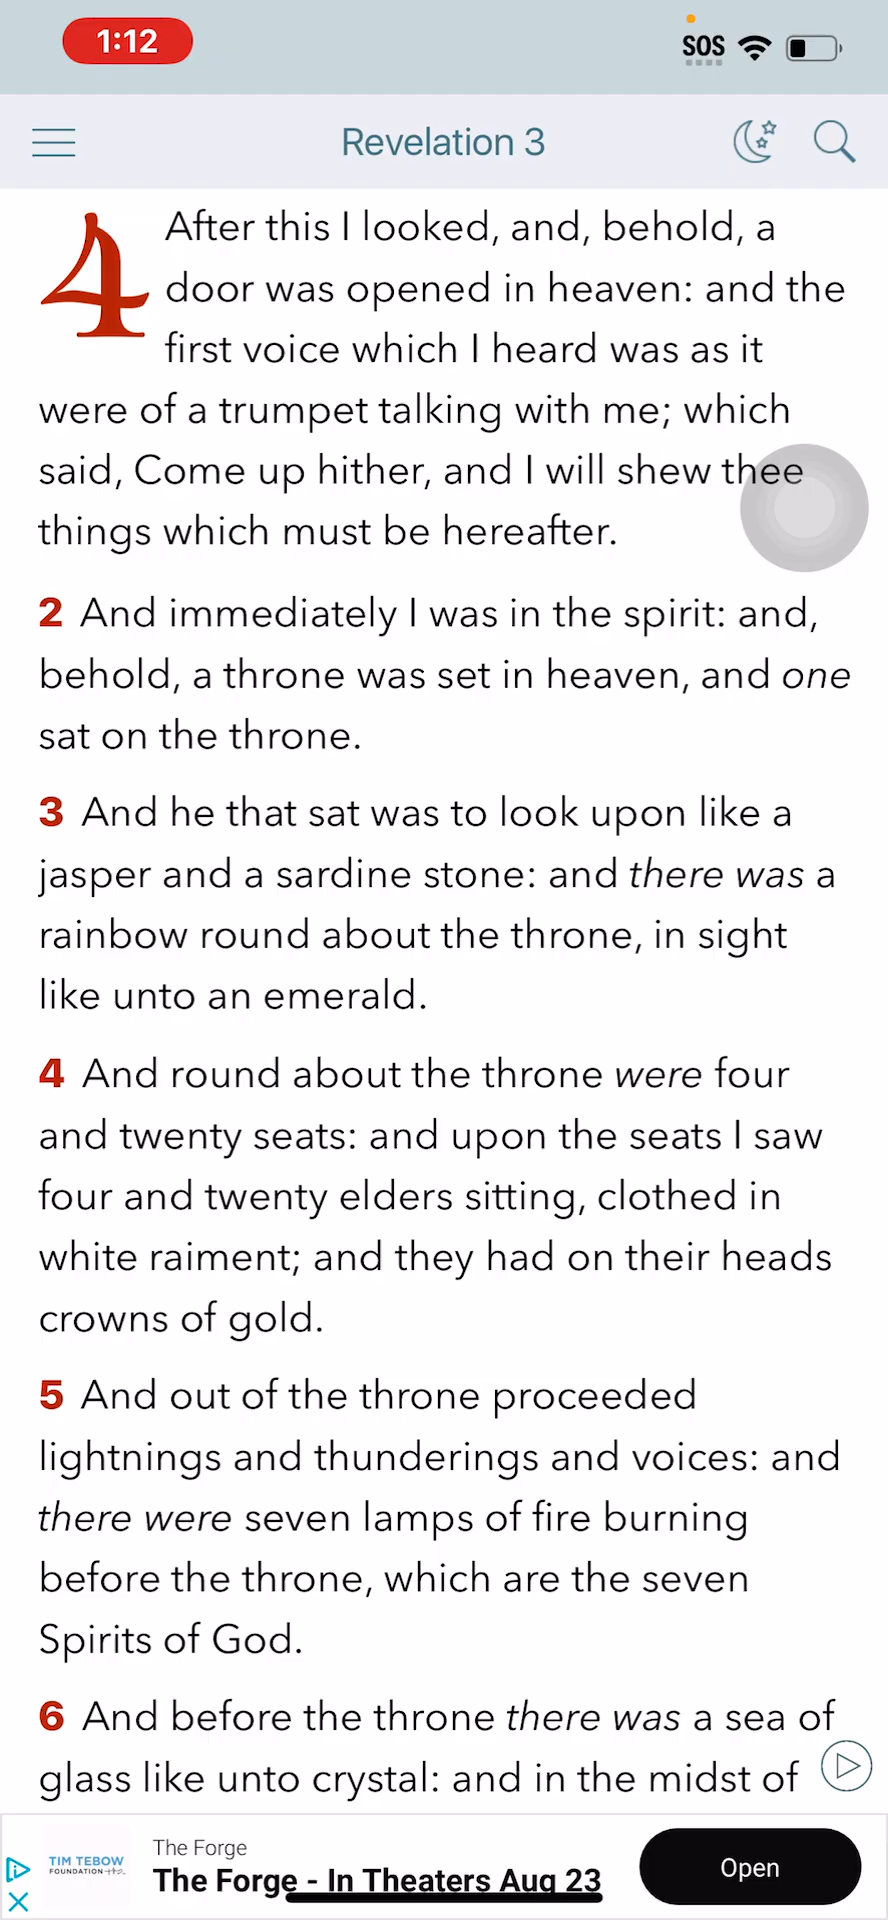 1:12
SOS
Revelation 3
4 After this I looked, and, behold, a
door was opened in heaven: and the
first voice which I heard was as it
were of a trumpet talking with me; which
said, Come up hither, and I will shew thee
things which must be hereafter.
2 And immediately I was in the spirit: and,
behold, a throne was set in heaven, and one
sat on the throne.
3 And he that sat was to look upon like a
jasper and a sardine stone: and there was a
rainbow round about the throne, in sight
like unto an emerald.
4 And round about the throne were four
and twenty seats: and upon the seats I saw
four and twenty elders sitting, clothed in
white raiment; and they had on their heads
crowns of gold.
5 And out of the throne proceeded
lightnings and thunderings and voices: and
there were seven lamps of fire burning
before the throne, which are the seven
Spirits of God.
6 And before the throne there was a sea of
glass like unto crystal: and in the midst of
TIM TEBOW
FOUNDATION
The Forge
The Forge - In Theaters Aug 23
Open